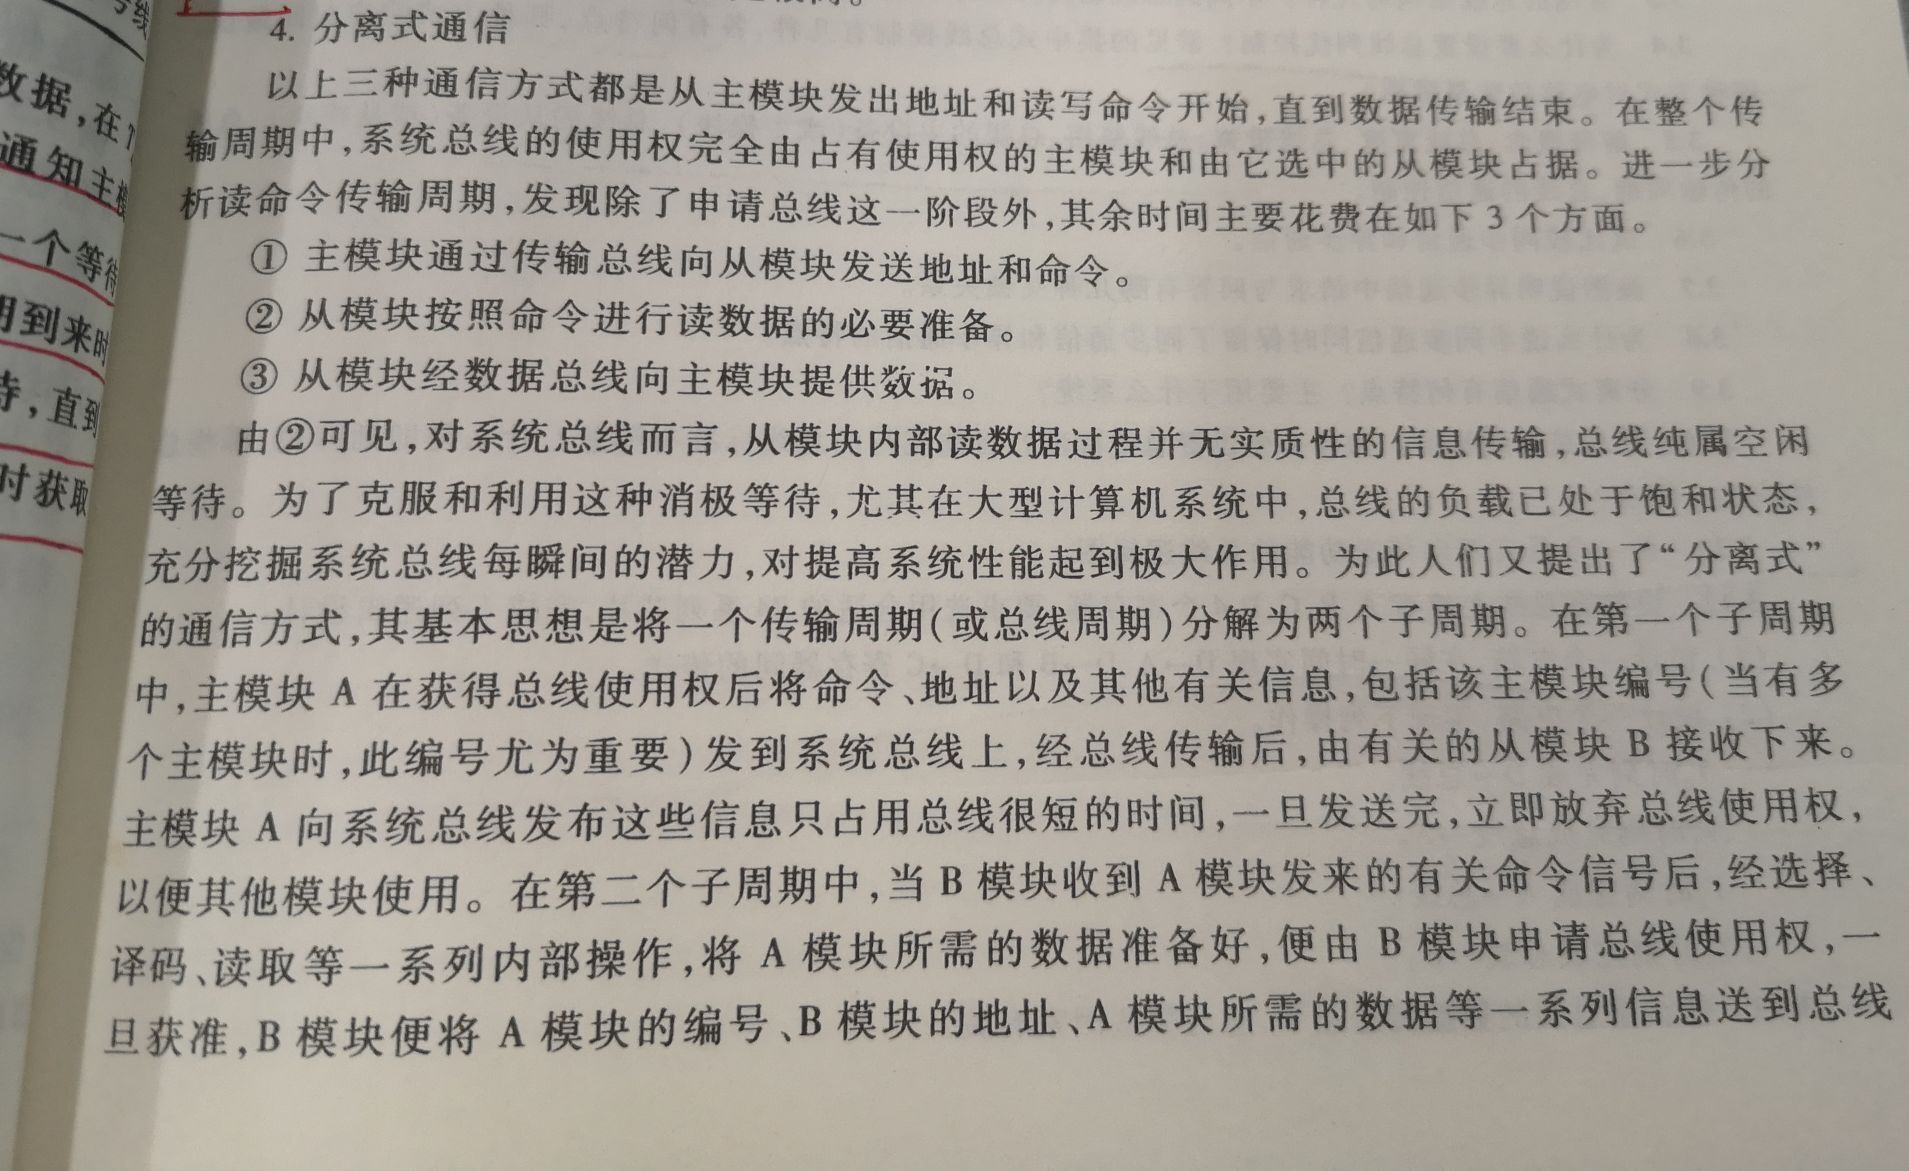 数据,在
通知主模
一个等待
用到来时
待,直到
时获取
4. 分离式通信
以上三种通信方式都是从主模块发出地址和读写命令开始,直到数据传输结束。在整个传
输周期中,系统总线的使用权完全由占有使用权的主模块和由它选中的从模块占据。进一步分
析读命令传输周期,发现除了申请总线这一阶段外,其余时间主要花费在如下 3 个方面。
① 主模块通过传输总线向从模块发送地址和命令。
② 从模块按照命令进行读数据的必要准备。
③ 从模块经数据总线向主模块提供数据。
由②可见,对系统总线而言,从模块内部读数据过程并无实质性的信息传输,总线纯属空闲
等待。为了克服和利用这种消极等待,尤其在大型计算机系统中,总线的负载已处于饱和状态,
充分挖掘系统总线每瞬间的潜力,对提高系统性能起到极大作用。为此人们又提出了“分离式”
的通信方式,其基本思想是将一个传输周期(或总线周期)分解为两个子周期。在第一个子周期
中,主模块 A 在获得总线使用权后将命令、地址以及其他有关信息,包括该主模块编号(当有多
个主模块时,此编号尤为重要)发到系统总线上,经总线传输后,由有关的从模块 B 接收下来。
主模块 A 向系统总线发布这些信息只占用总线很短的时间,一旦发送完,立即放弃总线使用权,
以便其他模块使用。在第二个子周期中,当 B 模块收到 A 模块发来的有关命令信号后,经选择、
译码、读取等一系列内部操作,将 A 模块所需的数据准备好,便由 B 模块申请总线使用权,一
旦获准,B 模块便将 A 模块的编号、B 模块的地址、A 模块所需的数据等一系列信息送到总线